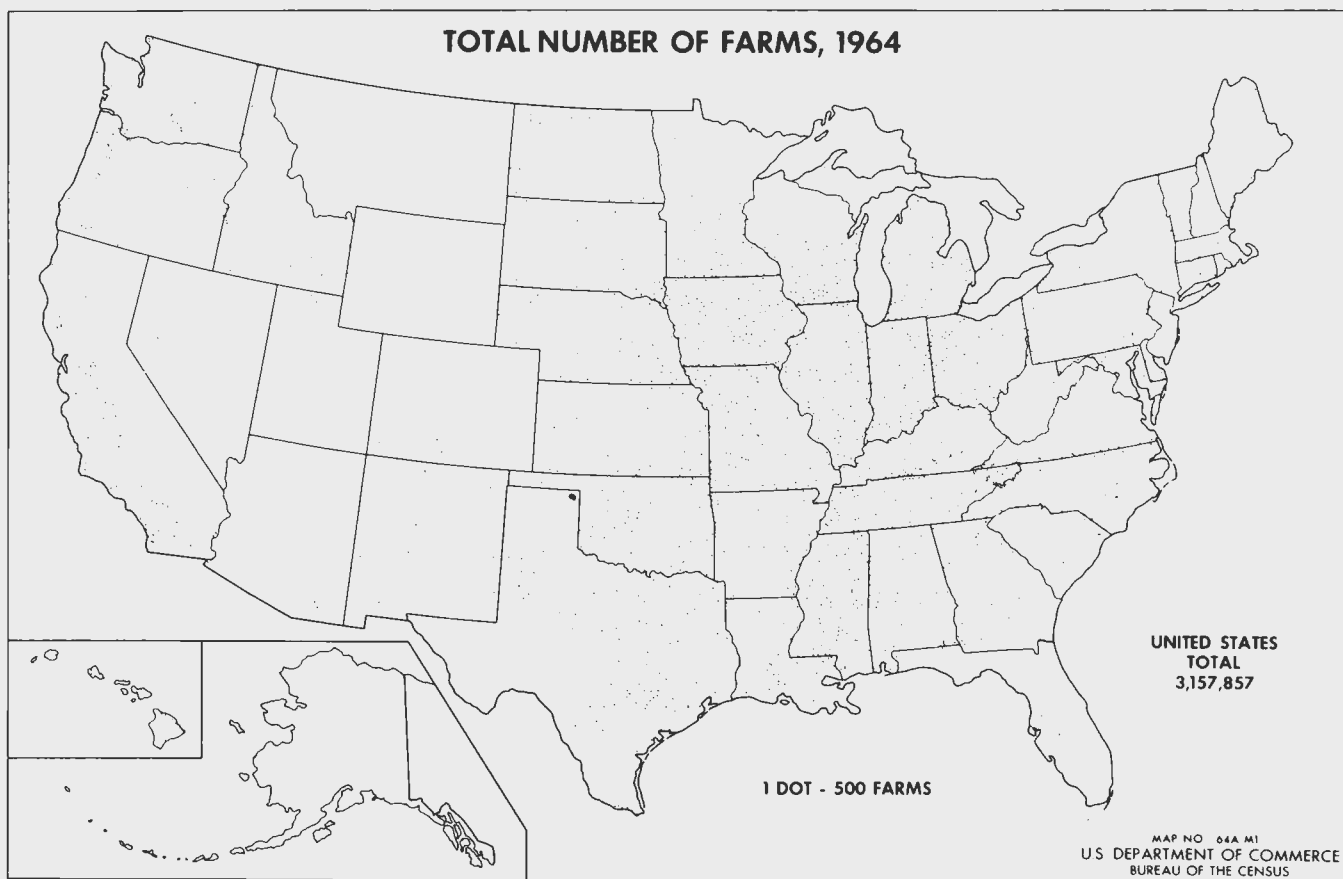 TOTAL NUMBER OF FARMS, 1964
UNITED STATES
TOTAL
3,157,857
1 DOT - 500 FARMS
MAP NO 64A M1
U S DEPARTMENT OF COMMERCE
BUREAU OF THE CENSUS